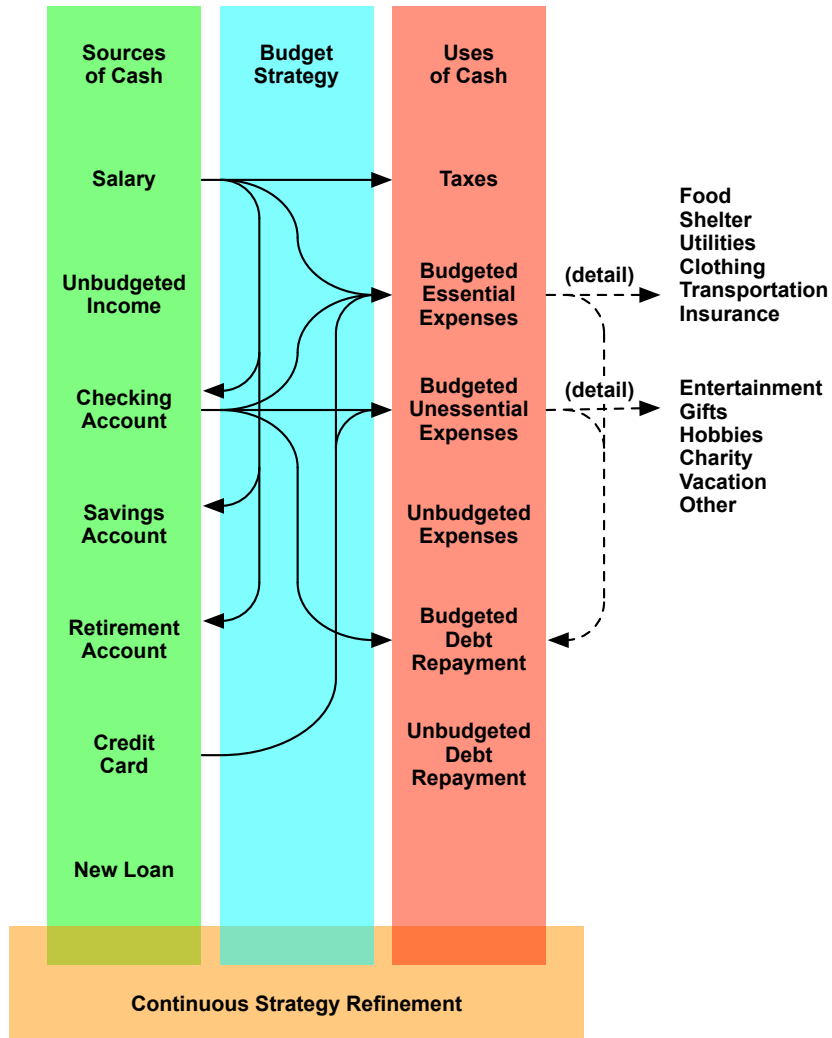 Sources
of Cash
Budget
Strategy
Uses
of Cash
Salary
Taxes
Unbudgeted
Income
Budgeted
Essential
Expenses
(detail)
Food
Shelter
Utilities
Clothing
Transportation
Insurance
Checking
Account
Budgeted
Unessential
Expenses
(detail)
Entertainment
Gifts
Hobbies
Charity
Vacation
Other
Savings
Account
Unbudgeted
Expenses
Retirement
Account
Budgeted
Debt
Repayment
Credit
Card
Unbudgeted
Debt
Repayment
New Loan
Continuous Strategy Refinement